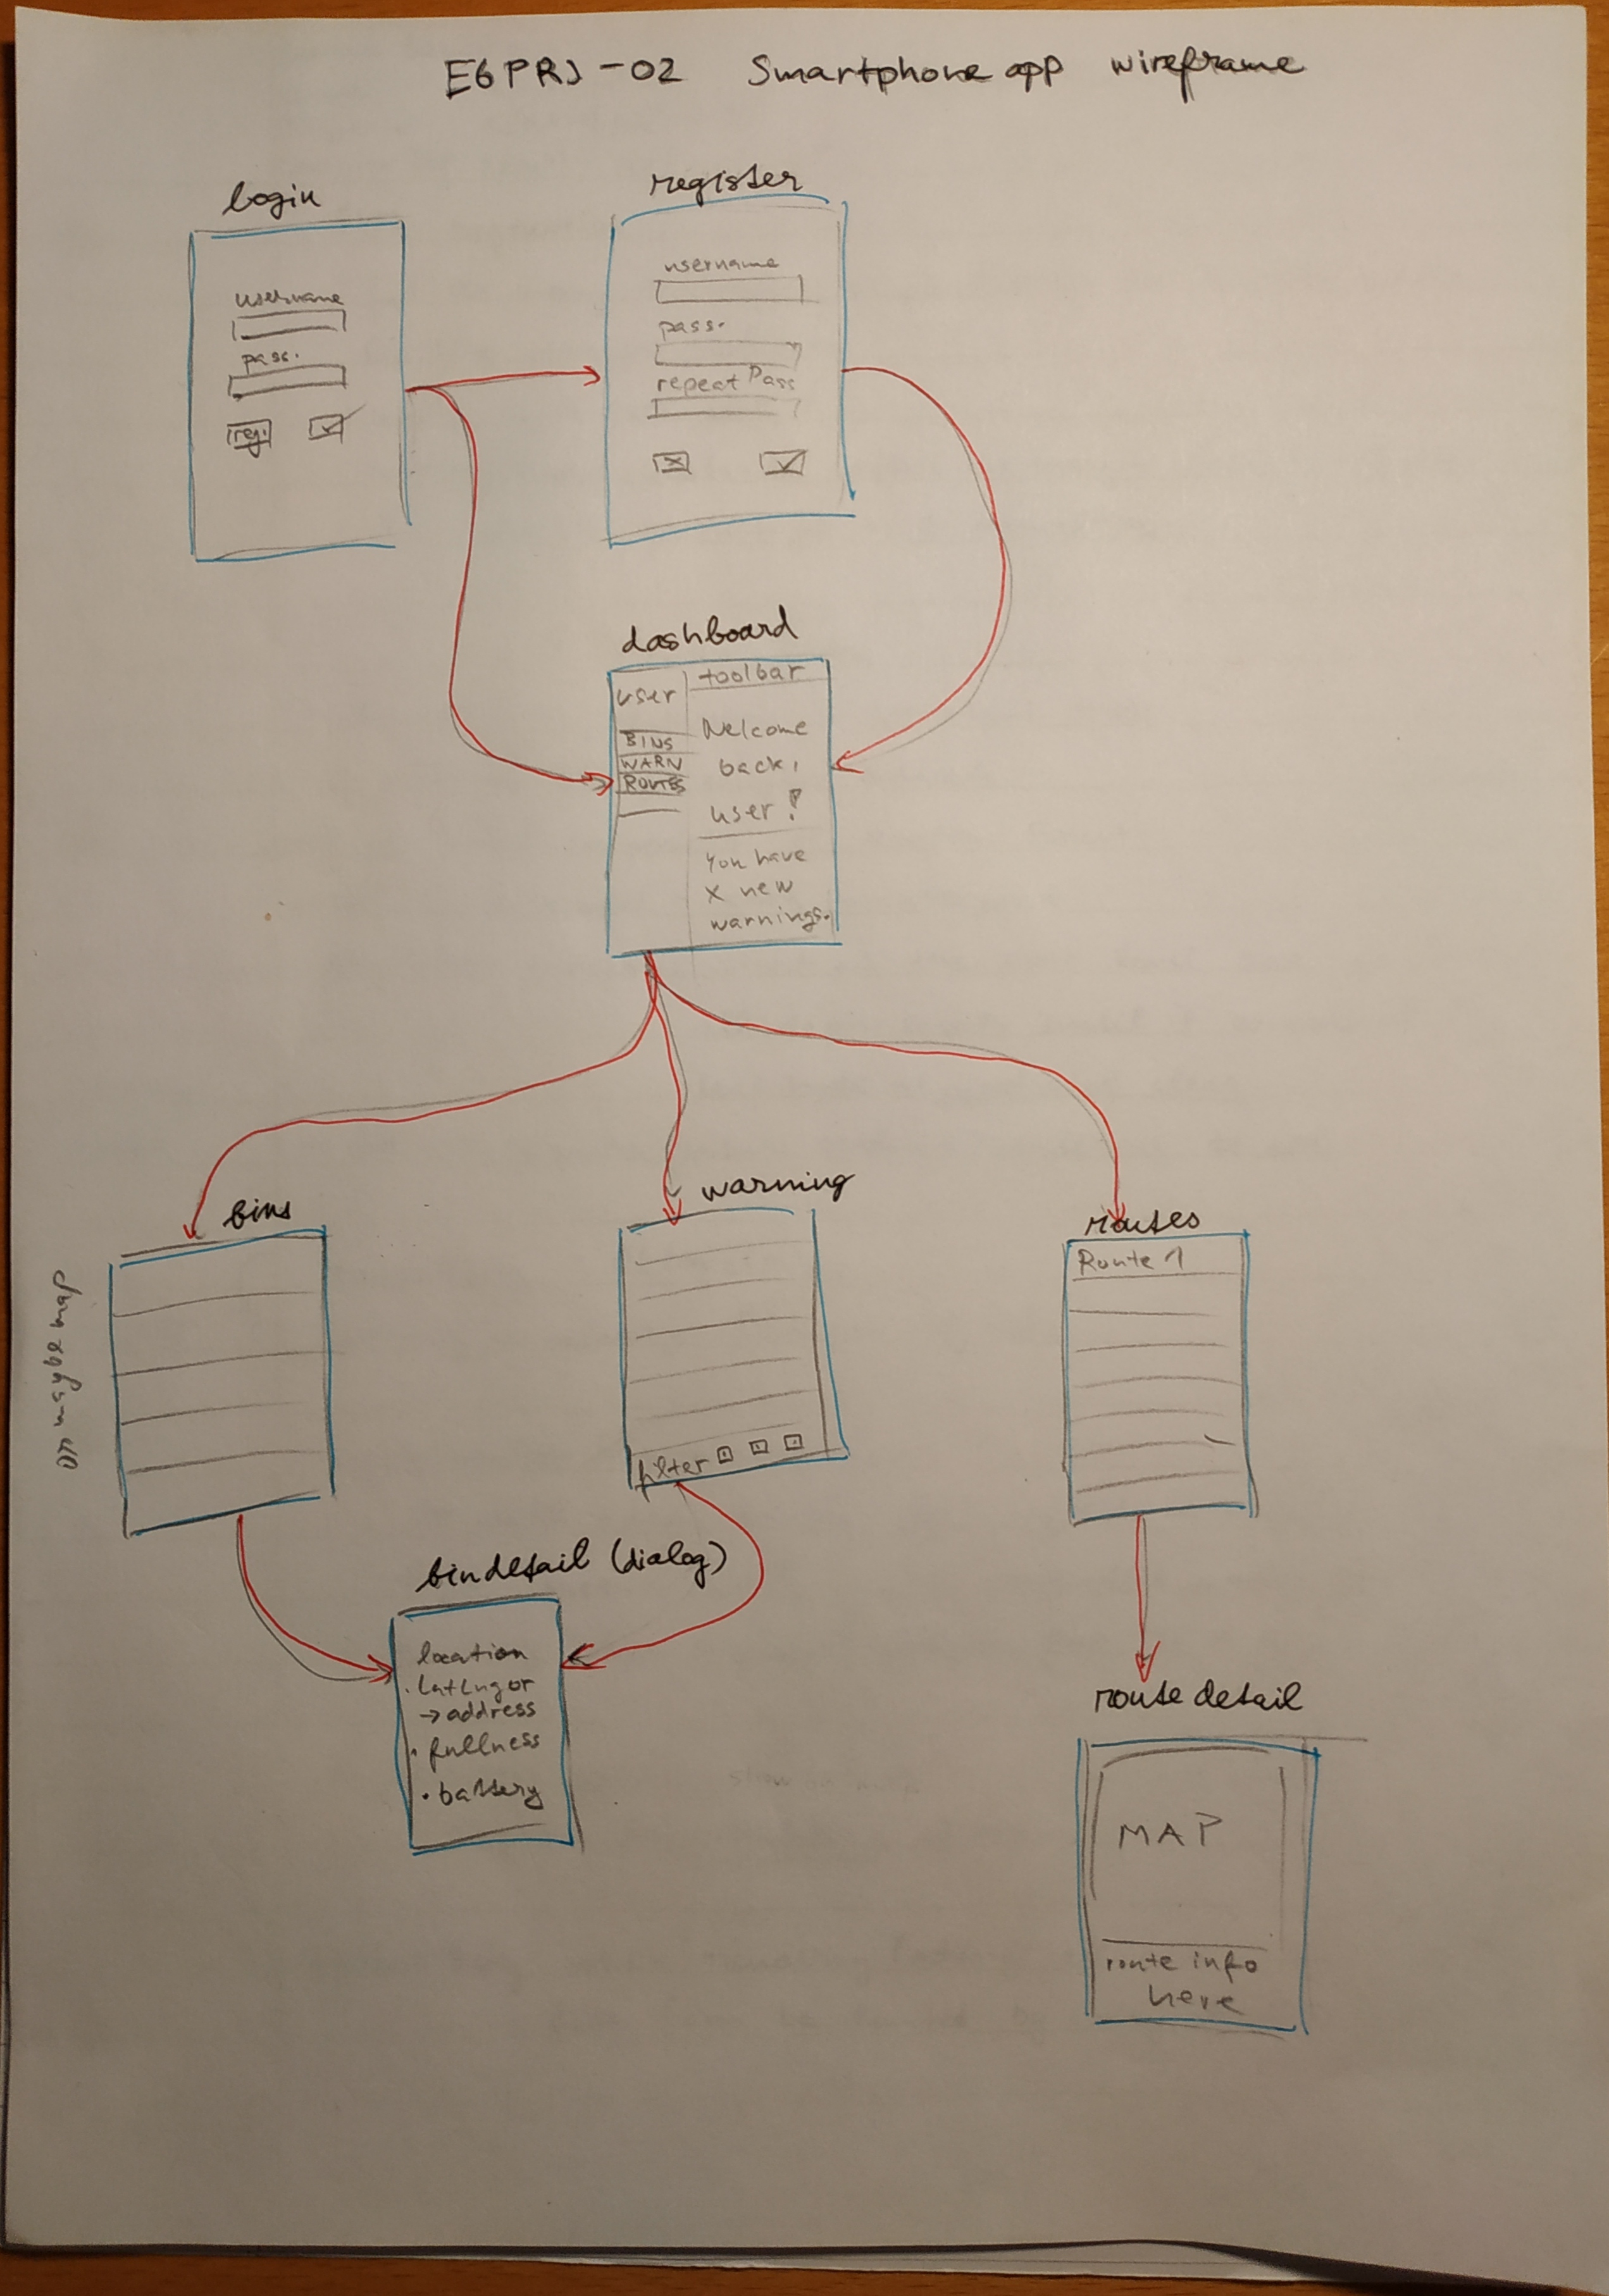 E6PRJ-02 Smartphone app wireframe
login
username
pass.
reg.
register
username
pass.
repeat Pass
dashboard
user
BINS
WARN
ROUTES
toolbar
Welcome
back,
user!
You have
x new
warnings.
bins
or maybe map
warning
filter
routes
Route 1
bin detail (dialog)
location
. LatLng or
→ address
. fullness
. battery
route detail
MAP
route info
here